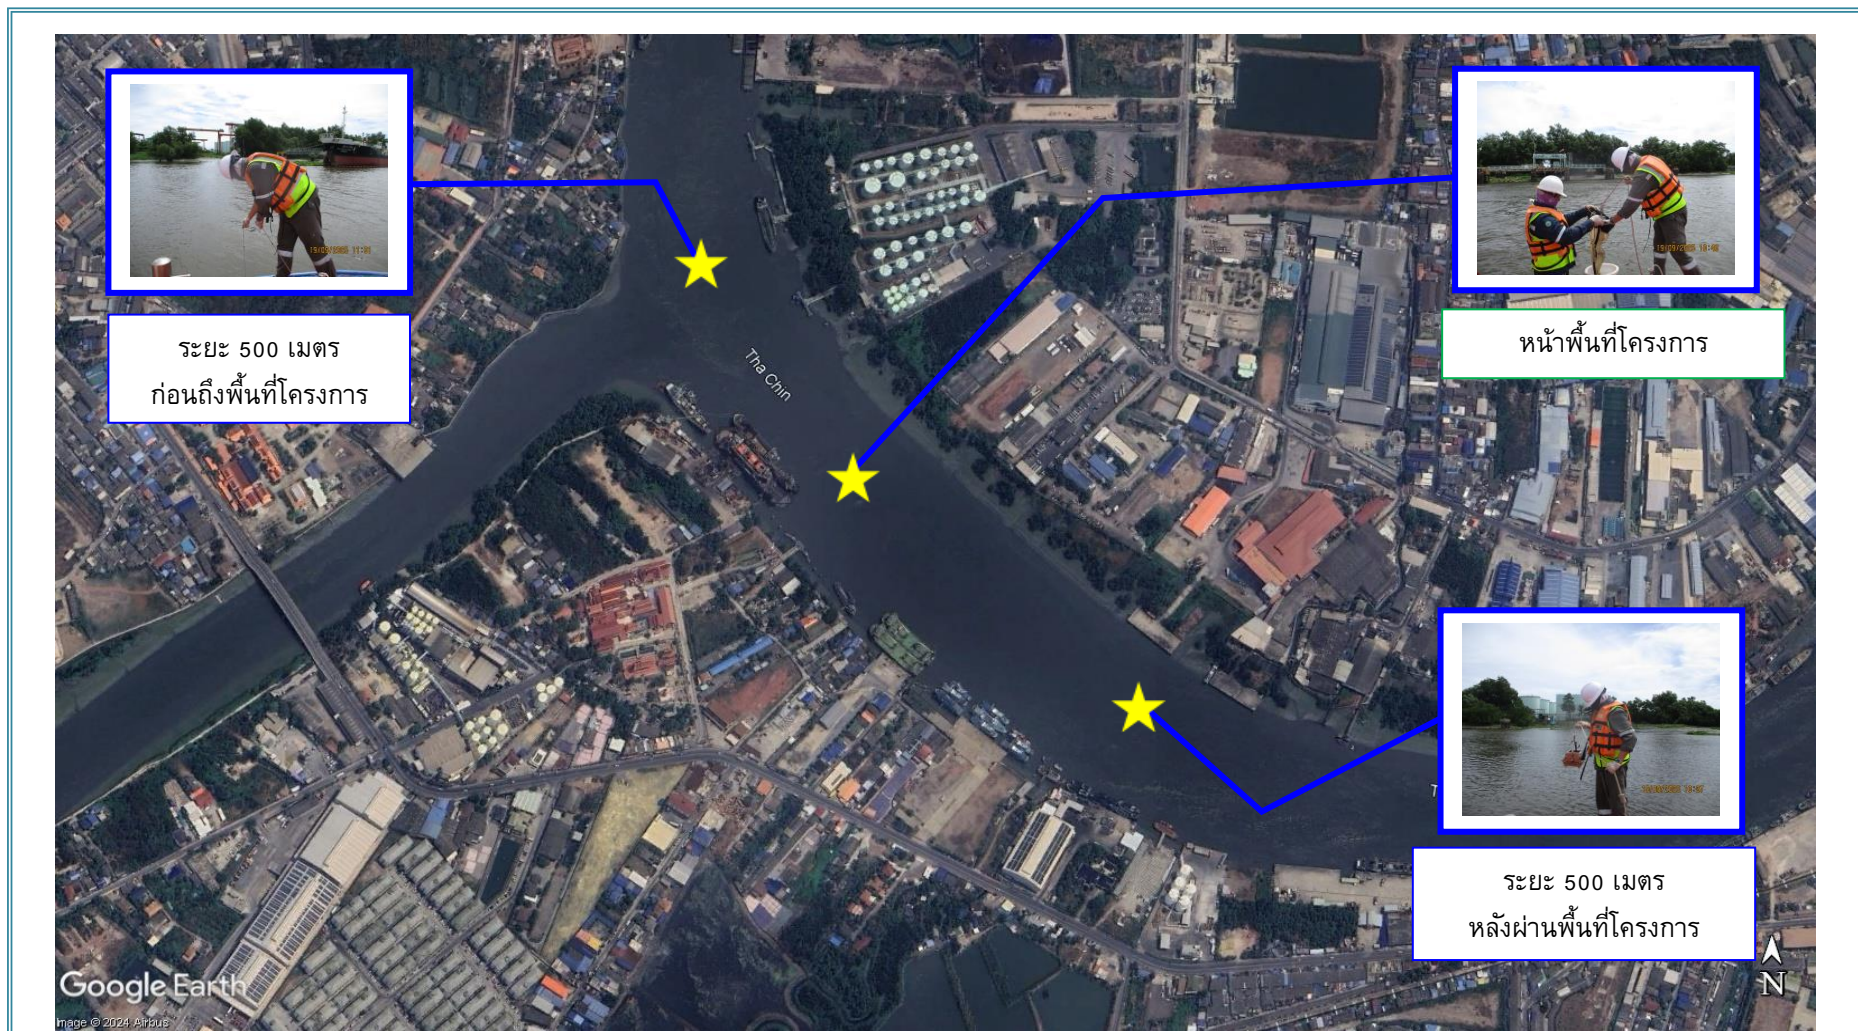 ระยะ 500 เมตร
ก่อนถึงพื้นที่โครงการ
หน้าพื้นที่โครงการ
Tha Chin
ระยะ 500 เมตร
หลังผ่านพื้นที่โครงการ
N
Google Earth
Image © 2024 Airbus